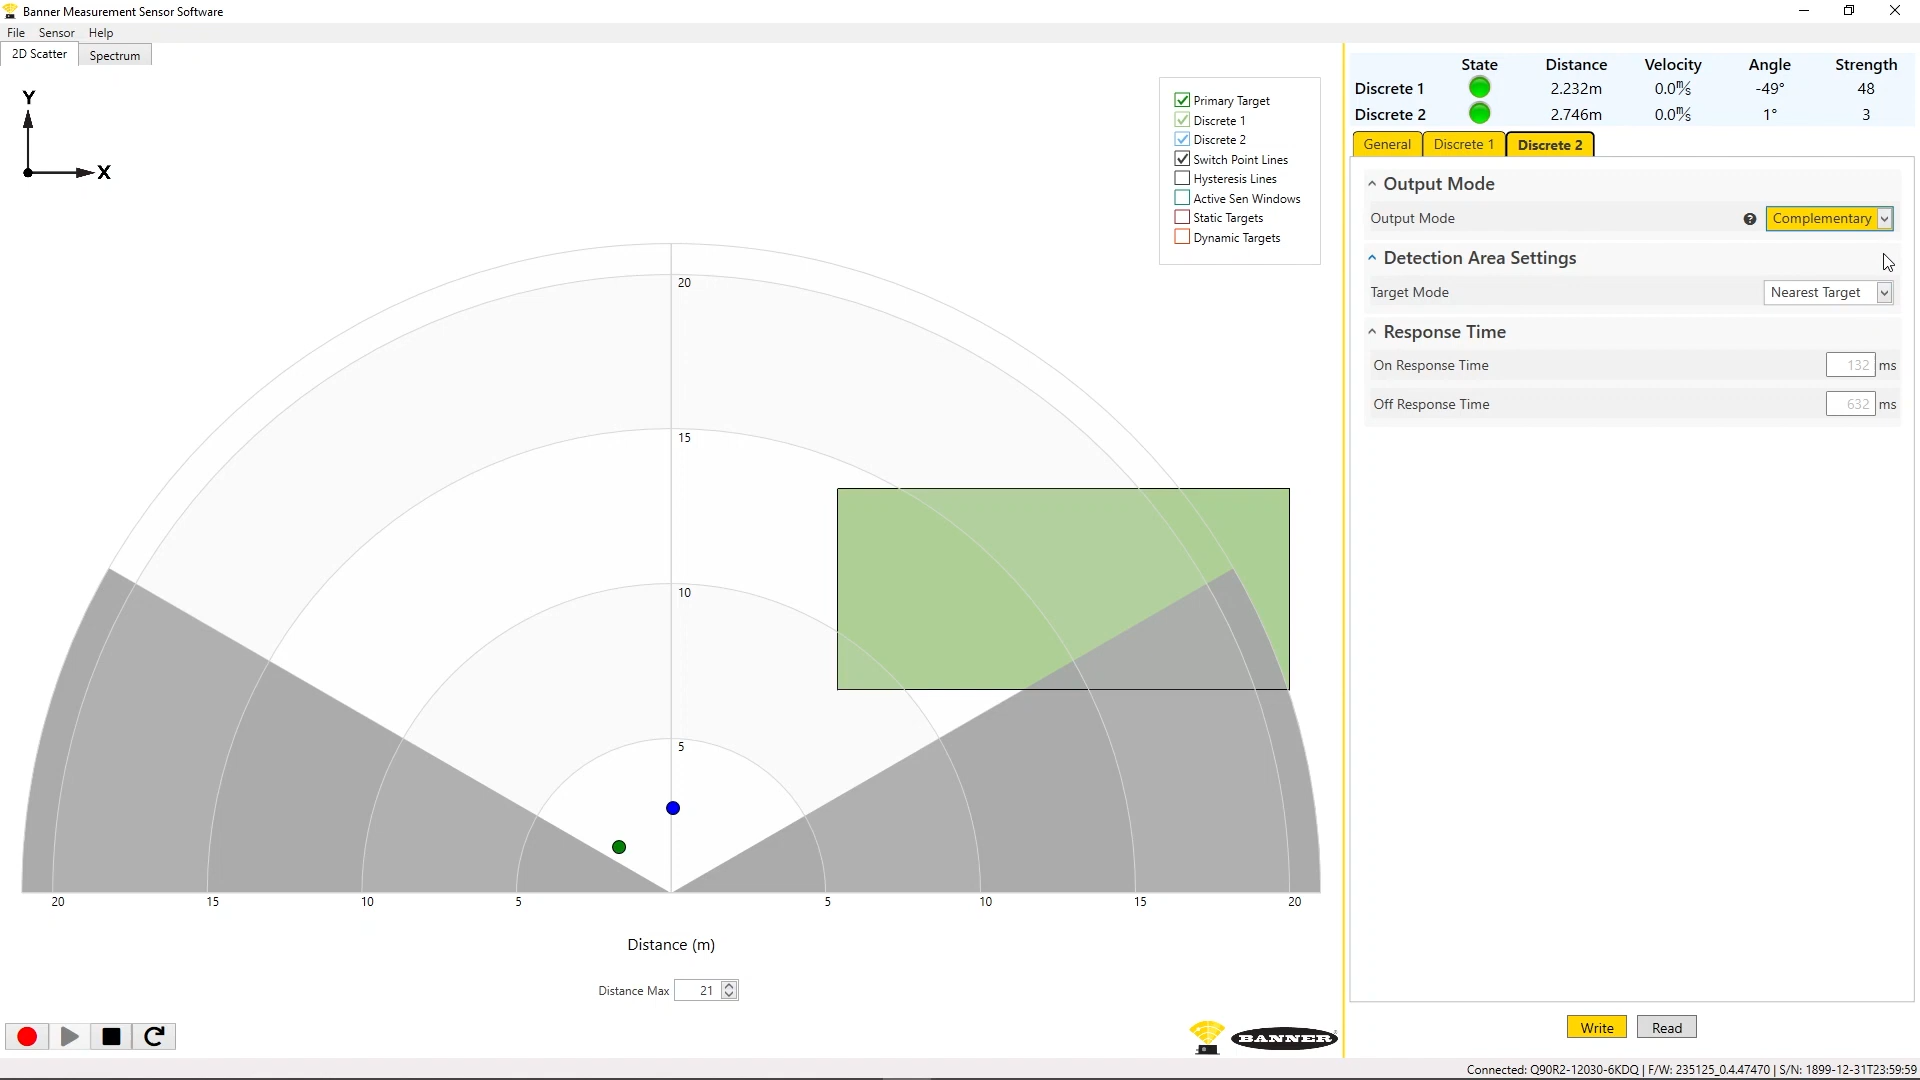 Banner Measurement Sensor Software
File Sensor Help
2D Scatter Spectrum
Y
X
Primary Target
Discrete 1
Discrete 2
Switch Point Lines
Hysteresis Lines
Active Sen Windows
Static Targets
Dynamic Targets
20
15
10
5
20 15 10 5 5 10 15 20
Distance (m)
Distance Max 21
BANNER
State Distance Velocity Angle Strength
Discrete 1 2.232m 0.0m/s -49° 48
Discrete 2 2.746m 0.0m/s 1° 3
General Discrete 1 Discrete 2
Output Mode
Output Mode ? Complementary
Detection Area Settings
Target Mode Nearest Target
Response Time
On Response Time 132 ms
Off Response Time 632 ms
Write Read
Connected: Q90R2-12030-6KDQ | F/W: 235125_0.4.47470 | S/N: 1899-12-31T23:59:59